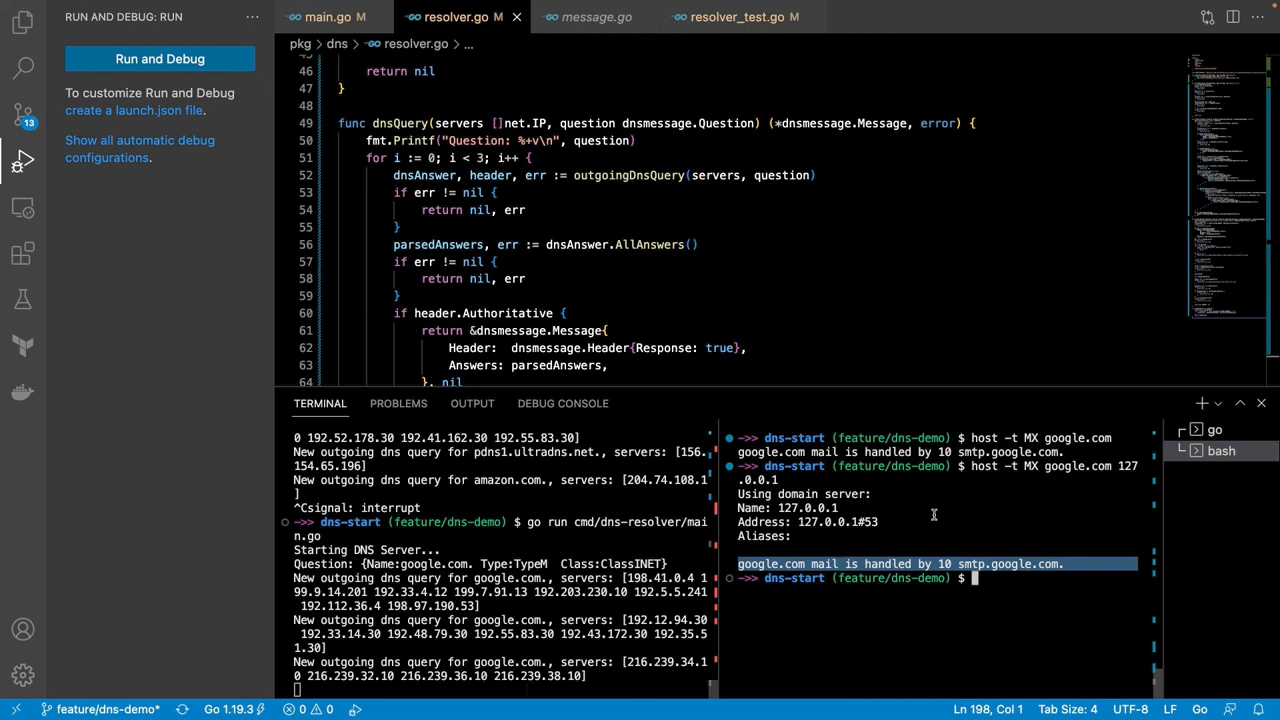 RUN AND DEBUG: RUN
Run and Debug
To customize Run and Debug
create a launch.json file.
Show all automatic debug
configurations.
13
main.go M
resolver.go M
message.go
resolver_test.go M
pkg > dns > resolver.go > ...
46 return nil
47 }
48
49 func dnsQuery(servers []net.IP, question dnsmessage.Question) (*dnsmessage.Message, error) {
50 fmt.Printf("Question: %+v\n", question)
51 for i := 0; i < 3; i++ {
52 dnsAnswer, header, err := outgoingDnsQuery(servers, question)
53 if err != nil {
54 return nil, err
55 }
56 parsedAnswers, err := dnsAnswer.AllAnswers()
57 if err != nil {
58 return nil, err
59 }
60 if header.Authoritative {
61 return &dnsmessage.Message{
62 Header: dnsmessage.Header{Response: true},
63 Answers: parsedAnswers,
64 }, nil
TERMINAL PROBLEMS OUTPUT DEBUG CONSOLE
0 192.52.178.30 192.41.162.30 192.55.83.30]
New outgoing dns query for pdns1.ultradns.net., servers: [156.
154.65.196]
New outgoing dns query for amazon.com., servers: [204.74.108.1
]
^Csignal: interrupt
->> dns-start (feature/dns-demo) $ go run cmd/dns-resolver/mai
n.go
Starting DNS Server...
Question: {Name:google.com. Type:TypeMX Class:ClassINET}
New outgoing dns query for google.com., servers: [198.41.0.4 1
99.9.14.201 192.33.4.12 199.7.91.13 192.203.230.10 192.5.5.241
192.112.36.4 198.97.190.53]
New outgoing dns query for google.com., servers: [192.12.94.30
192.33.14.30 192.48.79.30 192.55.83.30 192.43.172.30 192.35.5
1.30]
New outgoing dns query for google.com., servers: [216.239.34.1
0 216.239.32.10 216.239.36.10 216.239.38.10]
->> dns-start (feature/dns-demo) $ host -t MX google.com
google.com mail is handled by 10 smtp.google.com.
->> dns-start (feature/dns-demo) $ host -t MX google.com 127
.0.0.1
Using domain server:
Name: 127.0.0.1
Address: 127.0.0.1#53
Aliases:
google.com mail is handled by 10 smtp.google.com.
->> dns-start (feature/dns-demo) $
go
bash
feature/dns-demo* Go 1.19.3 0 0 Ln 198, Col 1 Tab Size: 4 UTF-8 LF Go